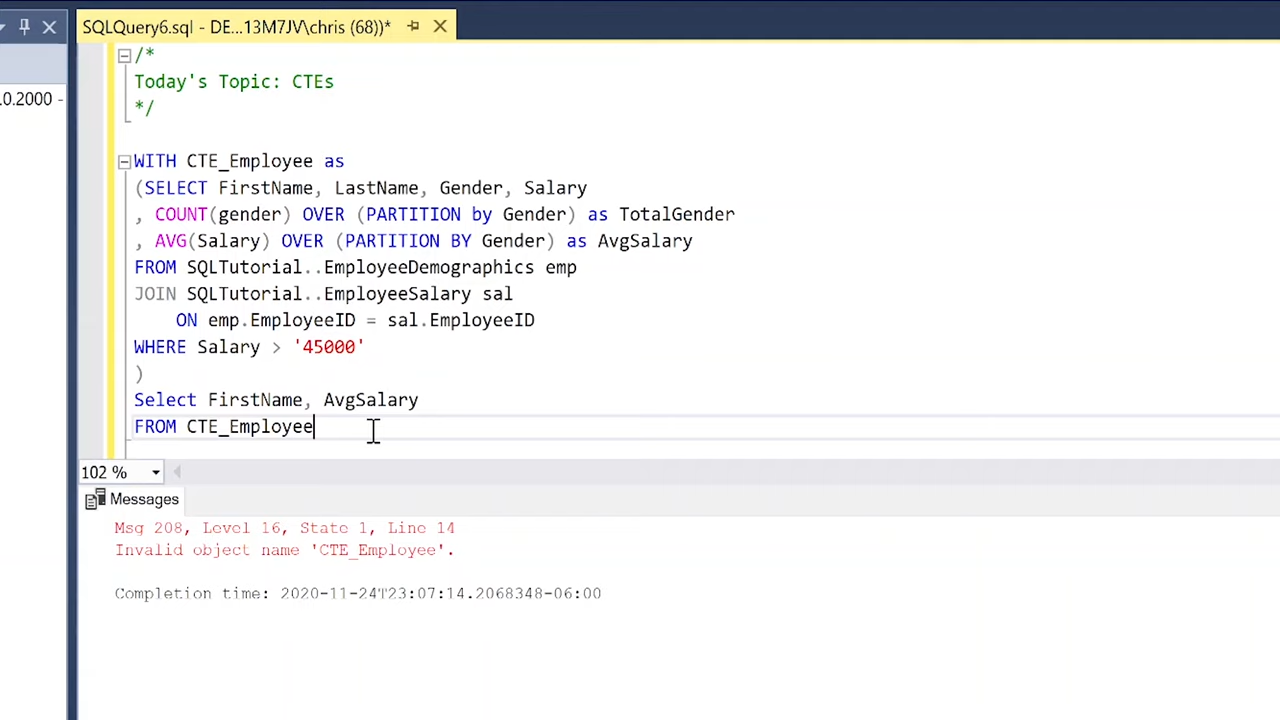 SQLQuery6.sql - DE...13M7JV\chris (68))*
0.2000 -
/*
Today's Topic: CTEs
*/
WITH CTE_Employee as
(SELECT FirstName, LastName, Gender, Salary
, COUNT(gender) OVER (PARTITION by Gender) as TotalGender
, AVG(Salary) OVER (PARTITION BY Gender) as AvgSalary
FROM SQLTutorial..EmployeeDemographics emp
JOIN SQLTutorial..EmployeeSalary sal
ON emp.EmployeeID = sal.EmployeeID
WHERE Salary > '45000'
)
Select FirstName, AvgSalary
FROM CTE_Employee
102 %
Messages
Msg 208, Level 16, State 1, Line 14
Invalid object name 'CTE_Employee'.
Completion time: 2020-11-24T23:07:14.2068348-06:00